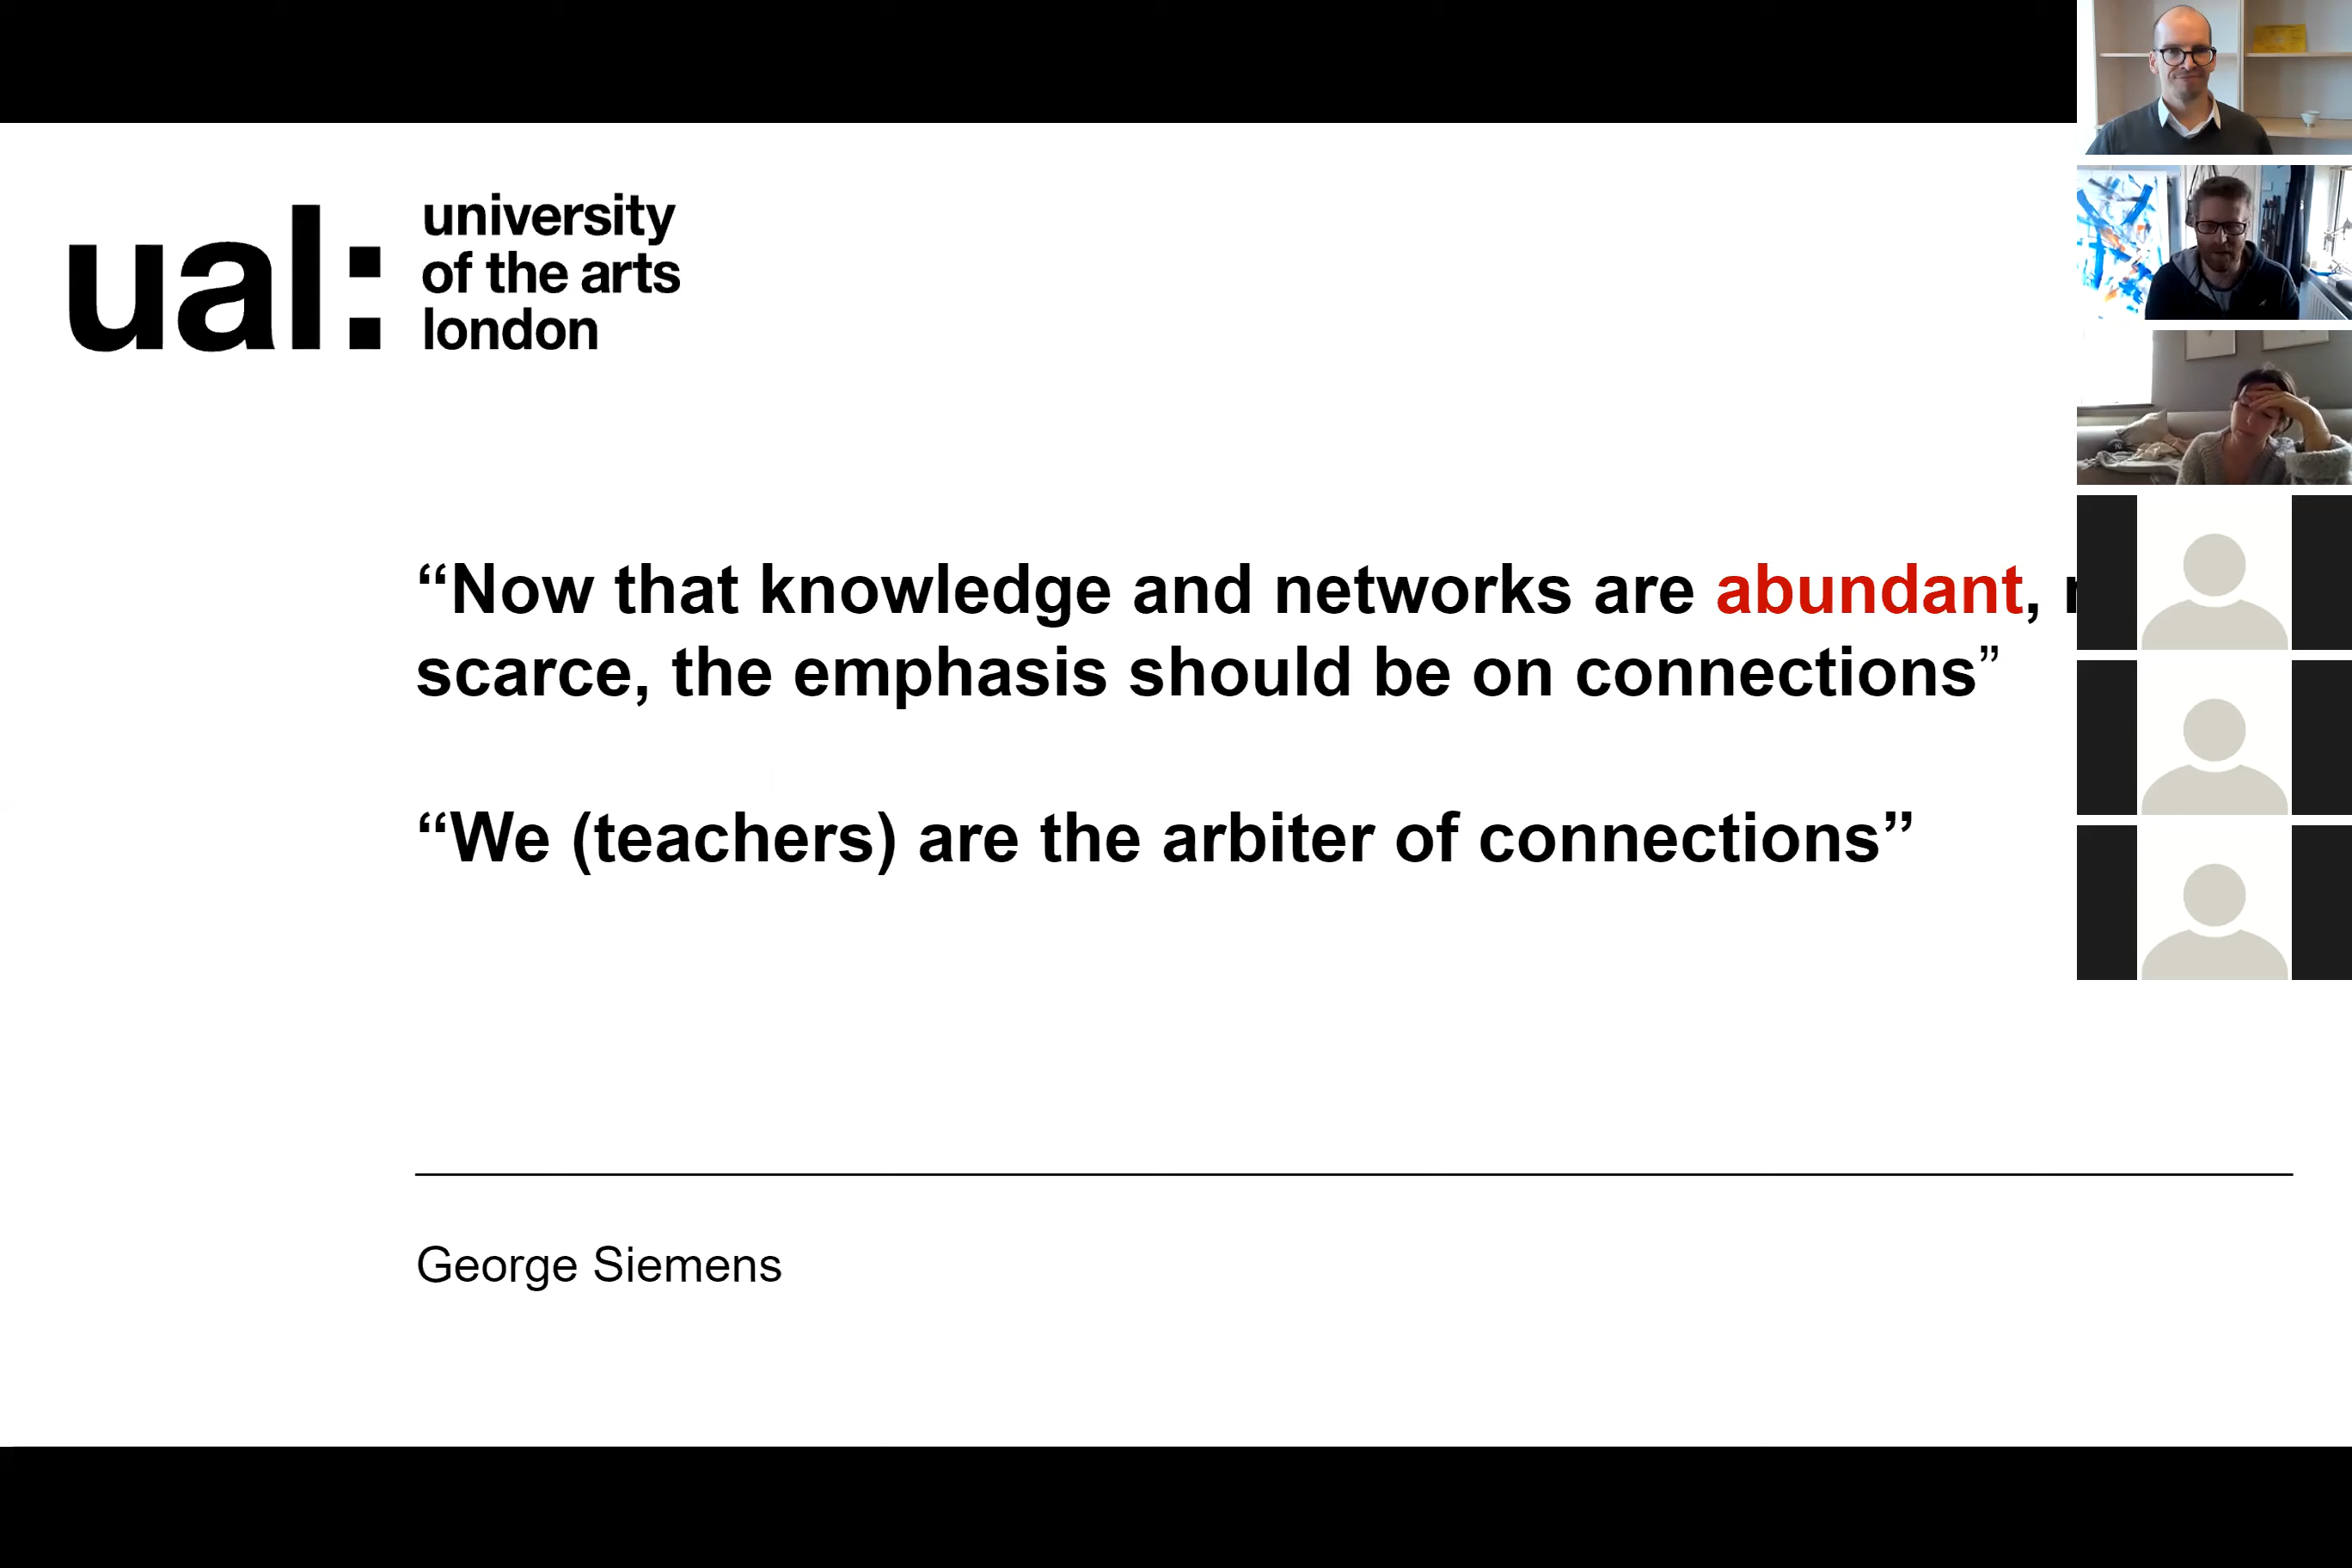 ual:
university
of the arts
london
“Now that knowledge and networks are abundant,
scarce, the emphasis should be on connections”
“We (teachers) are the arbiter of connections”
George Siemens